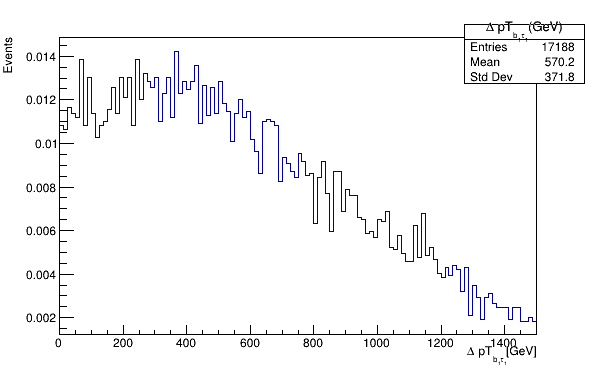 Δ pT_{b₁τ₁}(GeV)
Entries 17188
Mean 570.2
Std Dev 371.8
Events
0.014
0.012
0.01
0.008
0.006
0.004
0.002
0 200 400 600 800 1000 1200 1400
Δ pT_{b₁τ₁}[GeV]